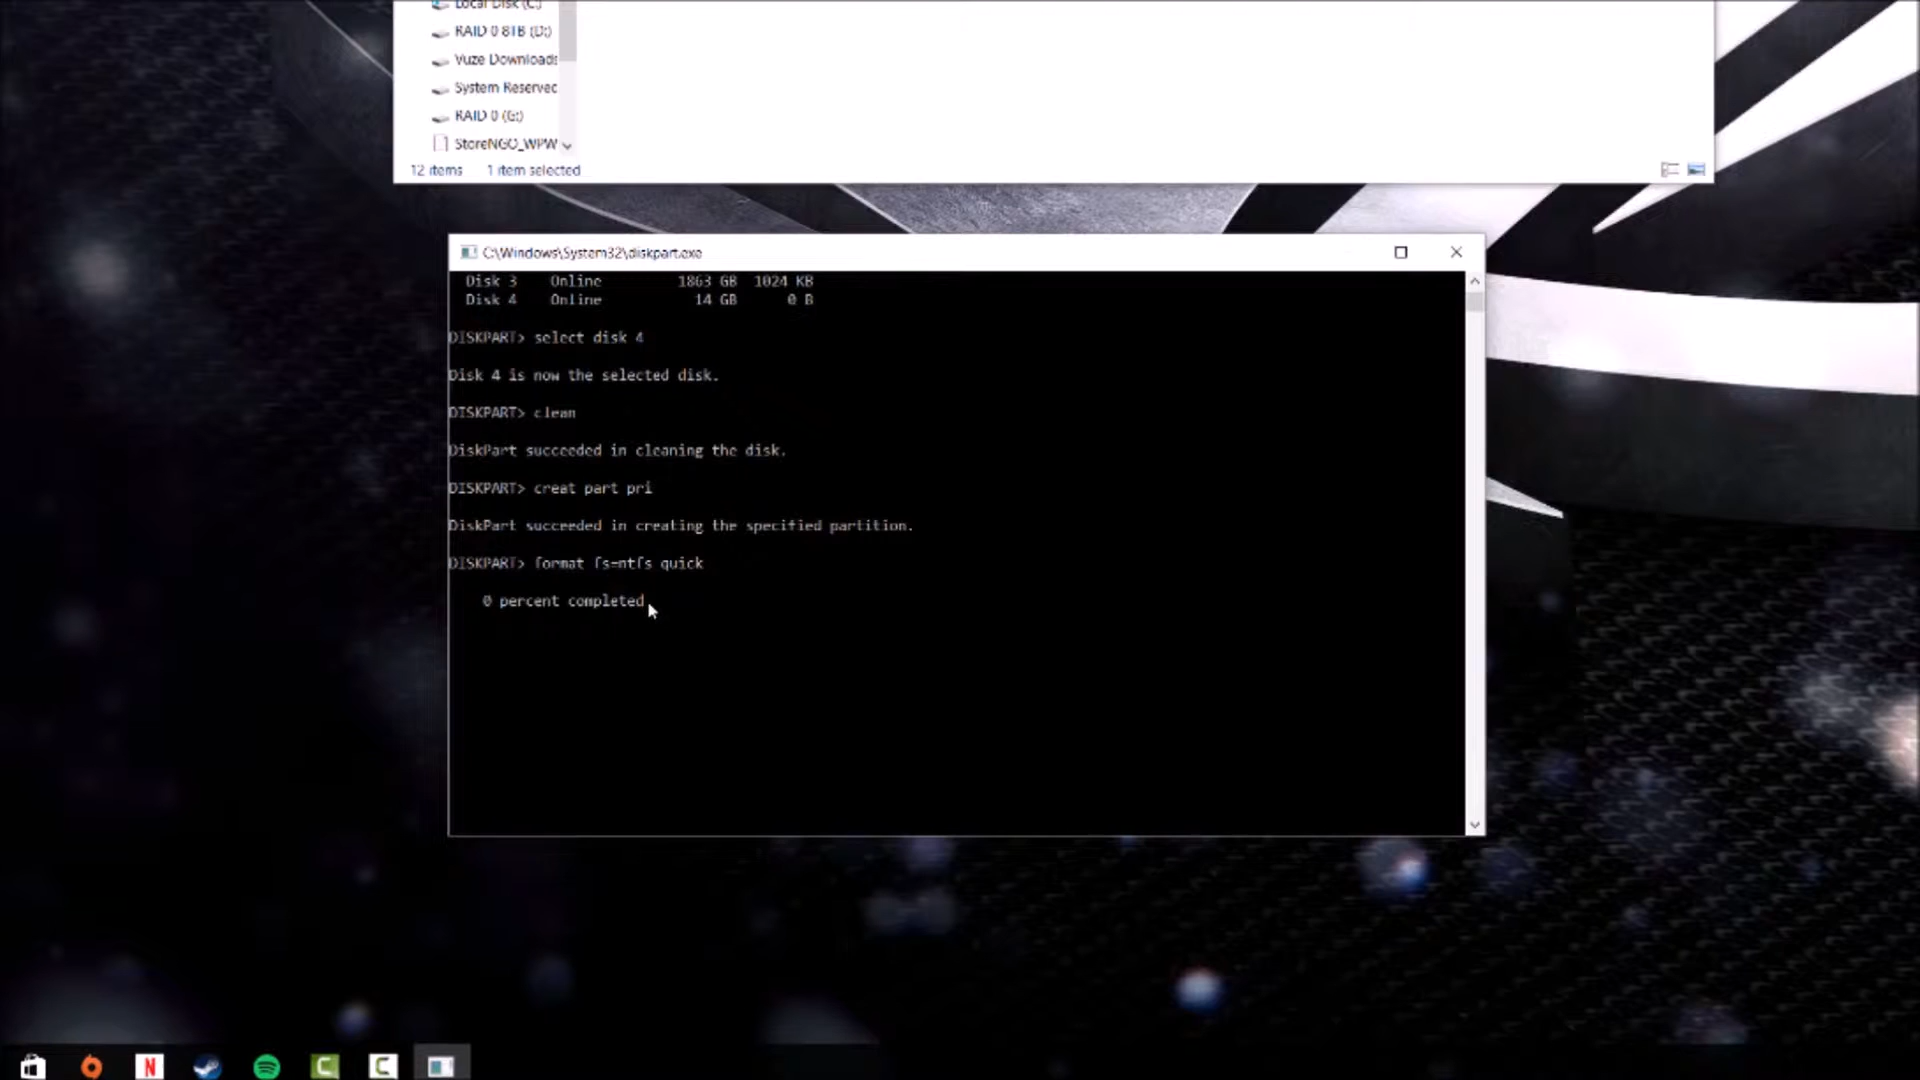 Local Disk (C:)
RAID 0 8TB (D:)
Vuze Downloads
System Reserved
RAID 0 (G:)
StoreNGO_WPW
12 items 1 item selected
C:\Windows\System32\diskpart.exe
Disk 3 Online 1863 GB 1024 KB
Disk 4 Online 14 GB 0 B
DISKPART> select disk 4
Disk 4 is now the selected disk.
DISKPART> clean
DiskPart succeeded in cleaning the disk.
DISKPART> creat part pri
DiskPart succeeded in creating the specified partition.
DISKPART> format fs=ntfs quick
0 percent completed